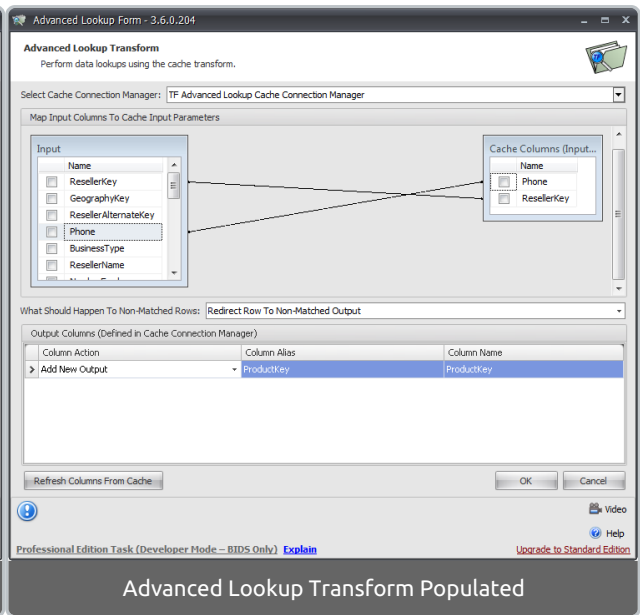 Advanced Lookup Form - 3.6.0.204
Advanced Lookup Transform
Perform data lookups using the cache transform.
Select Cache Connection Manager: TF Advanced Lookup Cache Connection Manager
Map Input Columns To Cache Input Parameters
Input
Name
ResellerKey
GeographyKey
ResellerAlternateKey
Phone
BusinessType
ResellerName
Cache Columns (Input...
Name
Phone
ResellerKey
What Should Happen To Non-Matched Rows: Redirect Row To Non-Matched Output
Output Columns (Defined in Cache Connection Manager)
Column Action Column Alias Column Name
Add New Output ProductKey ProductKey
Refresh Columns From Cache OK Cancel
Video
Help
Professional Edition Task (Developer Mode – BIDS Only) Explain Upgrade to Standard Edition
Advanced Lookup Transform Populated